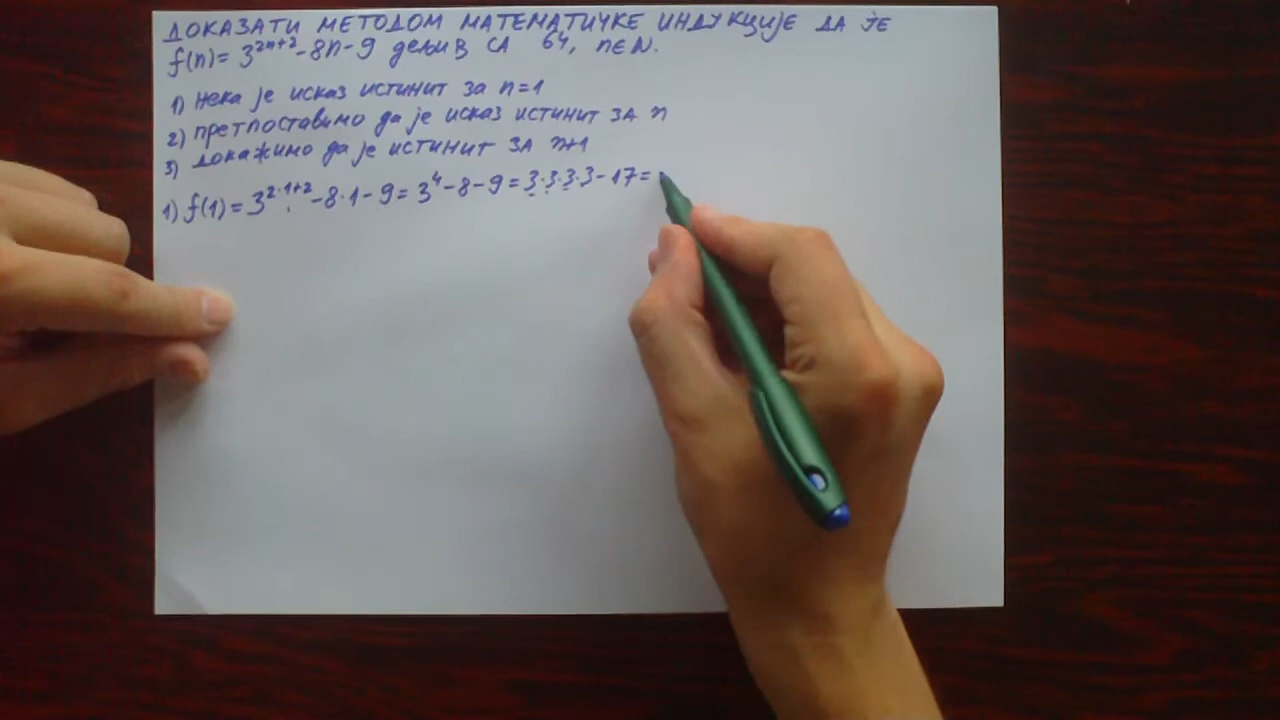 ДОКАЗАТИ МЕТОДОМ МАТЕМАТИЧКЕ ИНДУКЦИЈЕ ДА ЈЕ
f(n)= 3^{2n+2}-8n-9 дељив СА 64, n∈N.
1) нека је исказ истинит за n=1
2) претпоставимо да је исказ истинит ЗА n
3) докажимо да је истинит ЗА n+1
1) f(1)= 3^{2·1+2}-8·1-9= 3^4-8-9= 3·3·3·3-17=